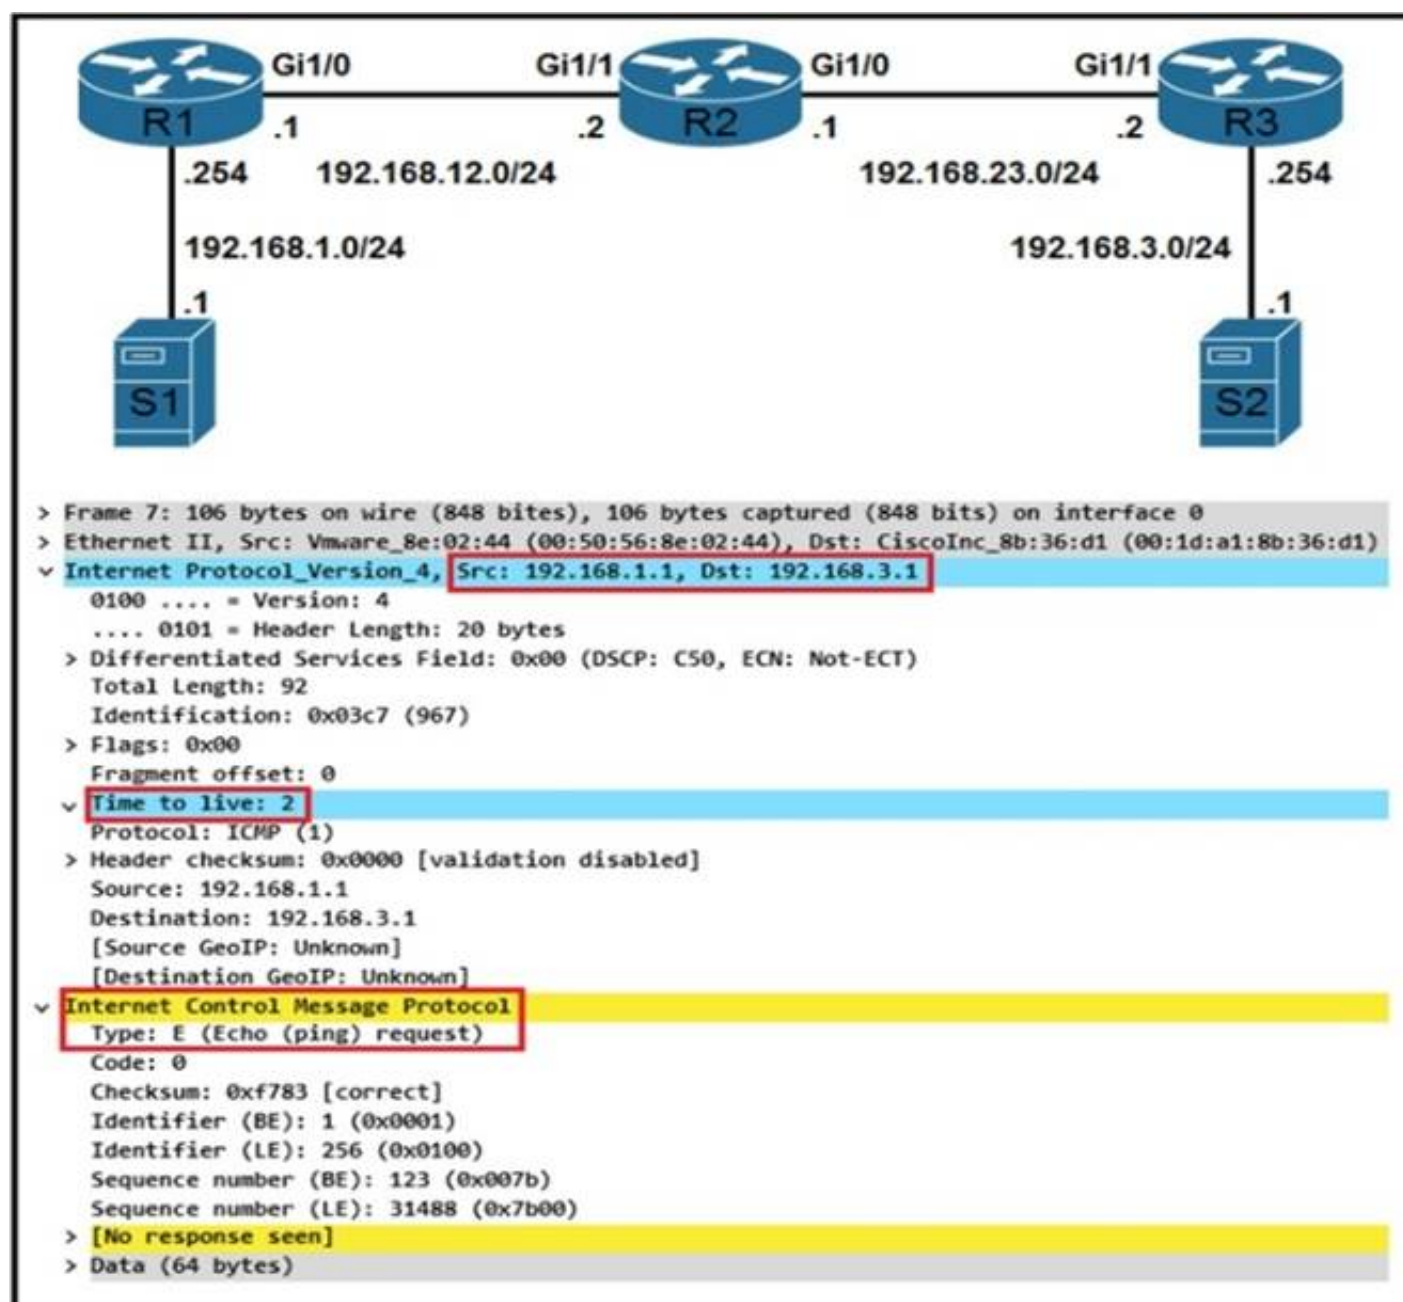 Gi1/0 Gi1/1 Gi1/0 Gi1/1
R1 R2 R3
.1 .2 .1 .2
.254 192.168.12.0/24 192.168.23.0/24 .254
192.168.1.0/24 192.168.3.0/24
.1 .1
S1 S2
> Frame 7: 106 bytes on wire (848 bites), 106 bytes captured (848 bits) on interface 0
> Ethernet II, Src: Vmware_8e:02:44 (00:50:56:8e:02:44), Dst: CiscoInc_8b:36:d1 (00:1d:a1:8b:36:d1)
Internet Protocol_Version_4, Src: 192.168.1.1, Dst: 192.168.3.1
0100 .... = Version: 4
.... 0101 = Header Length: 20 bytes
> Differentiated Services Field: 0x00 (DSCP: C50, ECN: Not-ECT)
Total Length: 92
Identification: 0x03c7 (967)
> Flags: 0x00
Fragment offset: 0
Time to live: 2
Protocol: ICMP (1)
> Header checksum: 0x0000 [validation disabled]
Source: 192.168.1.1
Destination: 192.168.3.1
[Source GeoIP: Unknown]
[Destination GeoIP: Unknown]
Internet Control Message Protocol
Type: E (Echo (ping) request)
Code: 0
Checksum: 0xf783 [correct]
Identifier (BE): 1 (0x0001)
Identifier (LE): 256 (0x0100)
Sequence number (BE): 123 (0x007b)
Sequence number (LE): 31488 (0x7b00)
> [No response seen]
> Data (64 bytes)